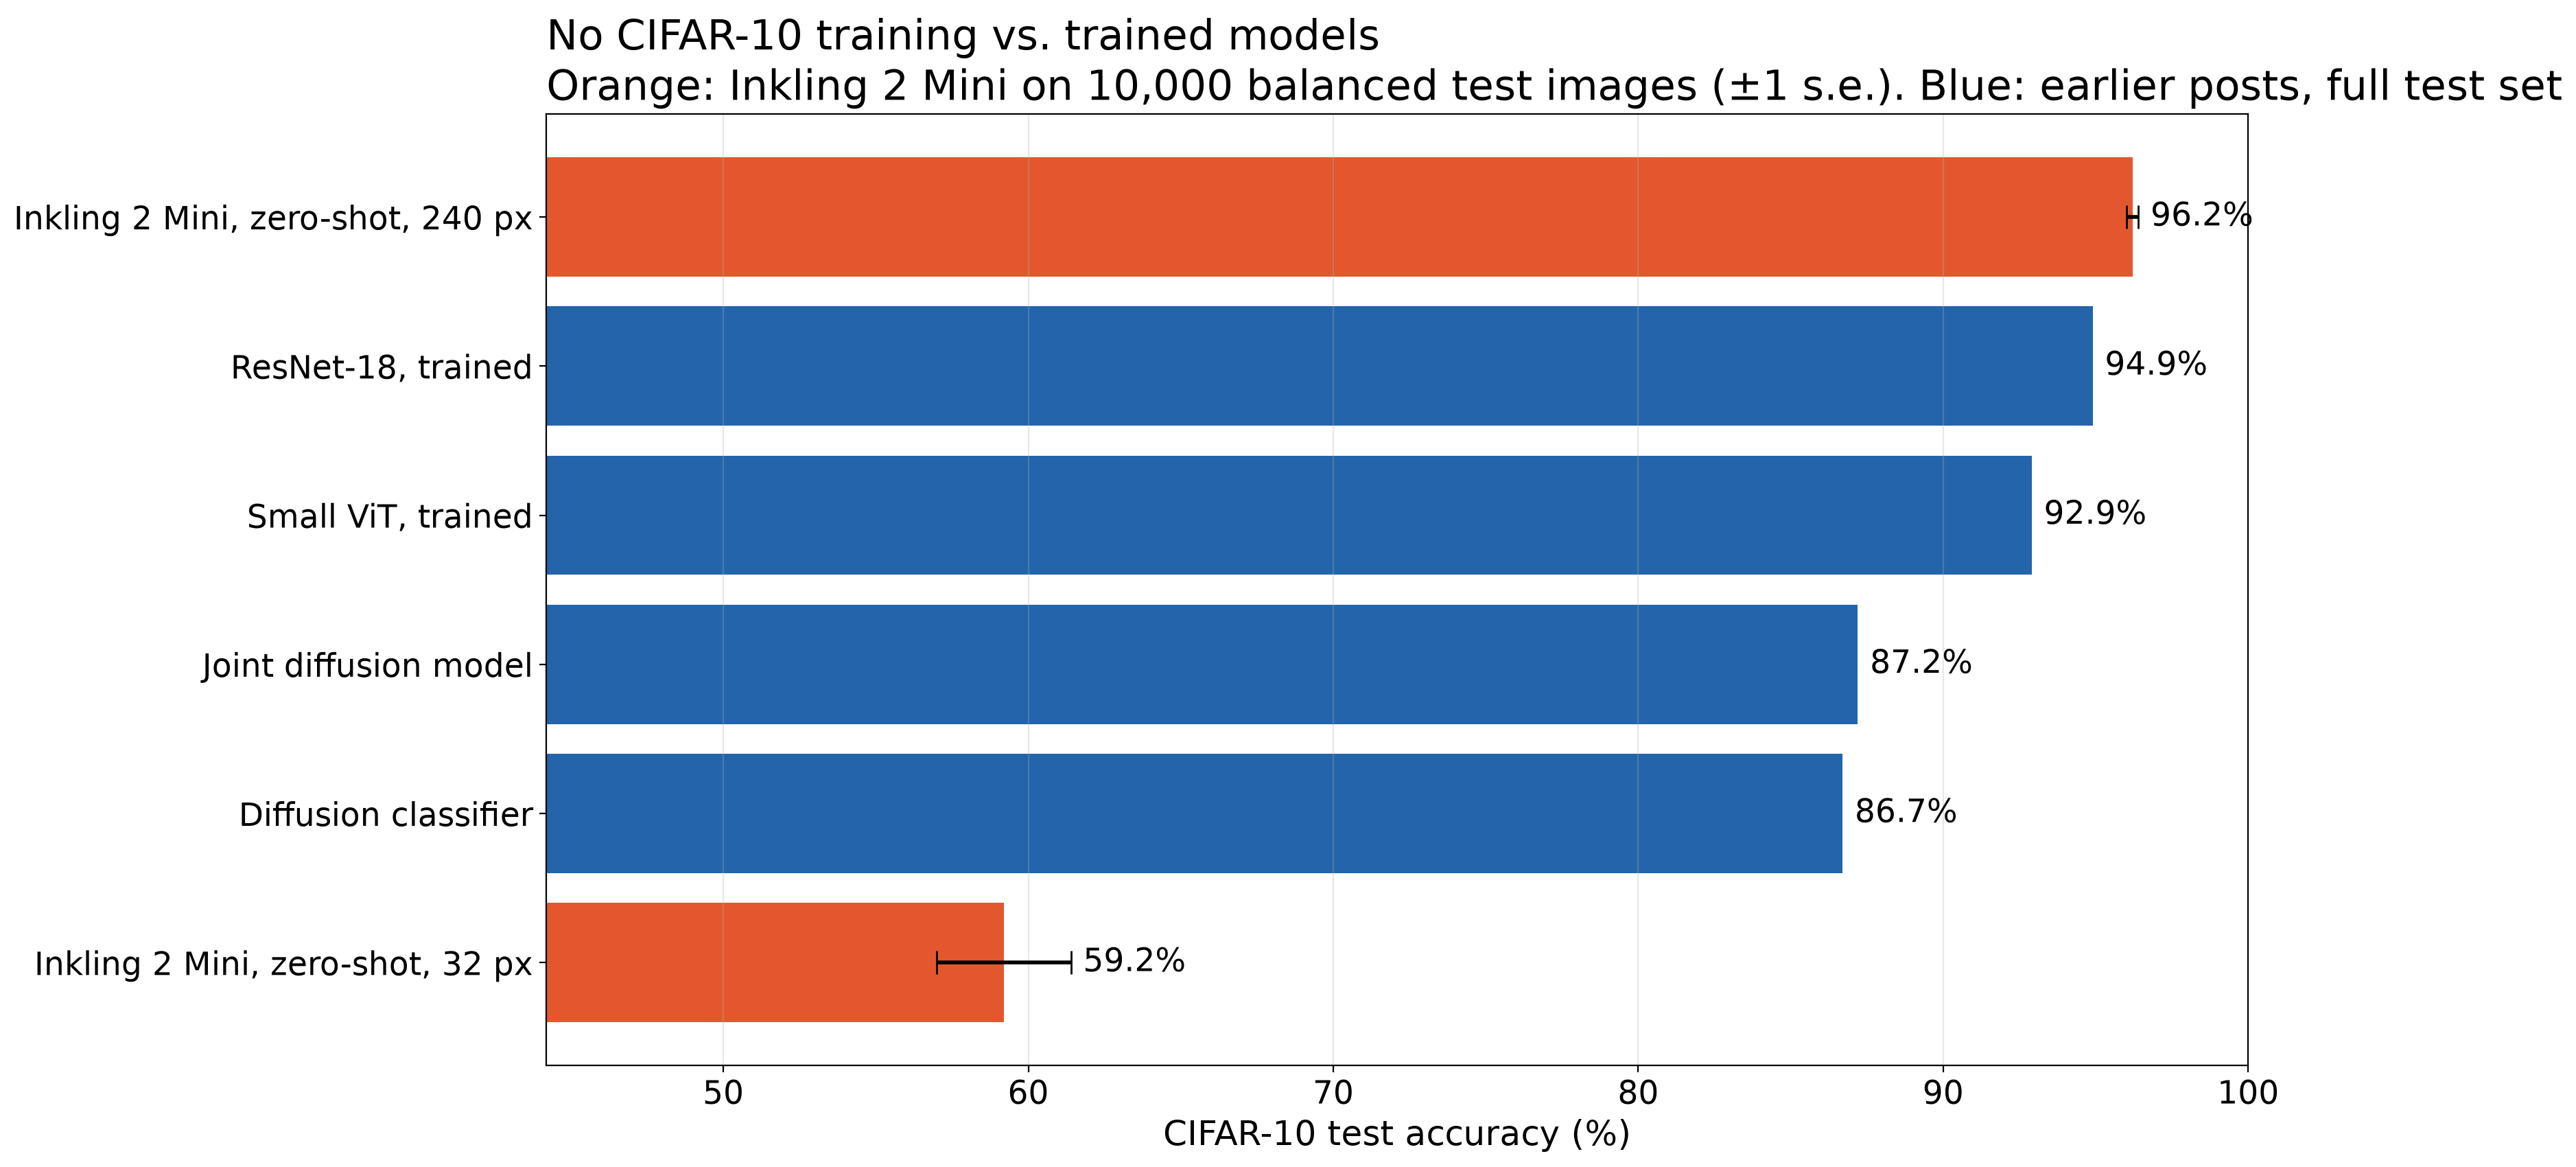 No CIFAR-10 training vs. trained models
Orange: Inkling 2 Mini on 10,000 balanced test images (±1 s.e.). Blue: earlier posts, full test set
Inkling 2 Mini, zero-shot, 240 px
96.2%
ResNet-18, trained
94.9%
Small ViT, trained
92.9%
Joint diffusion model
87.2%
Diffusion classifier
86.7%
Inkling 2 Mini, zero-shot, 32 px
59.2%
50 60 70 80 90 100
CIFAR-10 test accuracy (%)